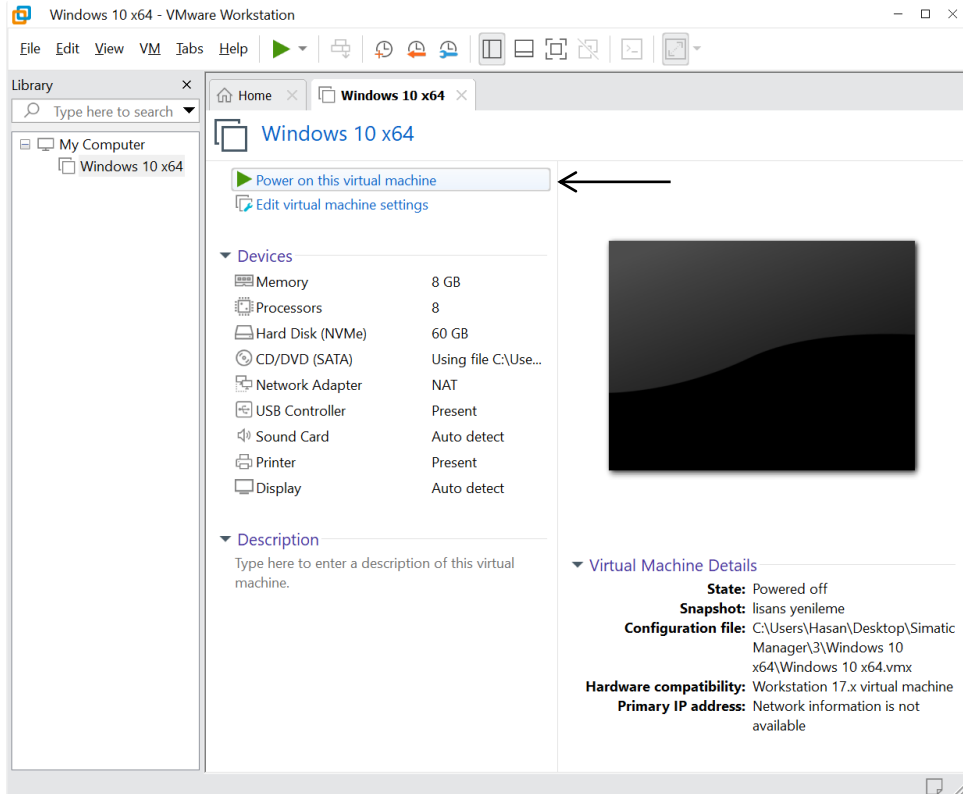 Windows 10 x64 - VMware Workstation
File Edit View VM Tabs Help
Library
Type here to search
My Computer
Windows 10 x64
Home
Windows 10 x64
Windows 10 x64
Power on this virtual machine
Edit virtual machine settings
Devices
Memory 8 GB
Processors 8
Hard Disk (NVMe) 60 GB
CD/DVD (SATA) Using file C:\Use...
Network Adapter NAT
USB Controller Present
Sound Card Auto detect
Printer Present
Display Auto detect
Description
Type here to enter a description of this virtual
machine.
Virtual Machine Details
State: Powered off
Snapshot: lisans yenileme
Configuration file: C:\Users\Hasan\Desktop\Simatic
Manager\3\Windows 10
x64\Windows 10 x64.vmx
Hardware compatibility: Workstation 17.x virtual machine
Primary IP address: Network information is not
available